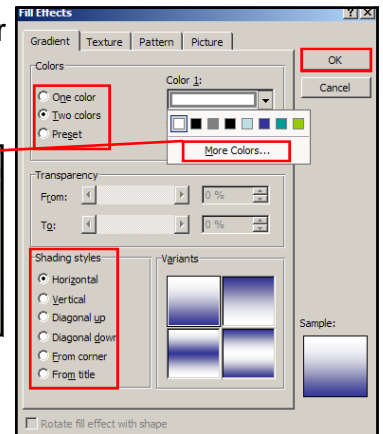 r
Fill Effects
Gradient Texture Pattern Picture
OK
Cancel
Colors
One color
Two colors
Preset
Color 1:
More Colors...
Transparency
From: 0 %
To: 0 %
Shading styles
Horizontal
Vertical
Diagonal up
Diagonal down
From corner
From title
Variants
Sample:
Rotate fill effect with shape